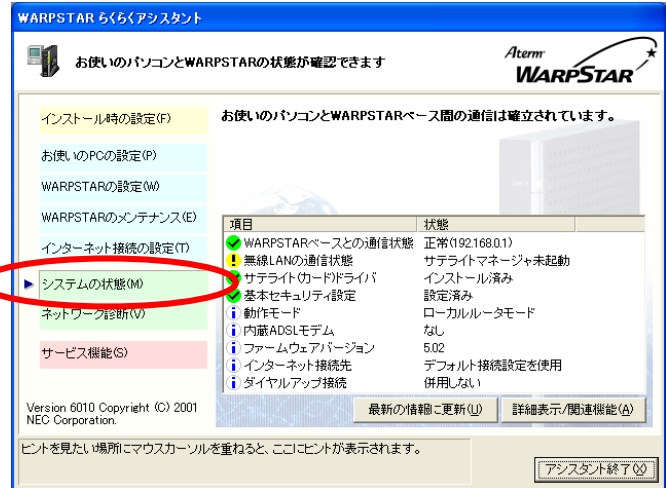 WARPSTAR らくらくアシスタント
お使いのパソコンとWARPSTARの状態が確認できます
Aterm
WARPSTAR
インストール時の設定(F)
お使いのPCの設定(P)
WARPSTARの設定(W)
WARPSTARのメンテナンス(E)
インターネット接続の設定(T)
システムの状態(M)
ネットワーク診断(V)
サービス機能(S)
Version 6010 Copyright (C) 2001
NEC Corporation.
お使いのパソコンとWARPSTARベース間の通信は確立されています。
項目 状態
WARPSTARベースとの通信状態 正常(192.168.0.1)
無線LANの通信状態 サテライトマネージャ未起動
サテライト(カード)ドライバ インストール済み
基本セキュリティ設定 設定済み
動作モード ローカルルータモード
内蔵ADSLモデム なし
ファームウェアバージョン 5.02
インターネット接続先 デフォルト接続設定を使用
ダイヤルアップ接続 併用しない
最新の情報に更新(U) 詳細表示/関連機能(A)
ヒントを見たい場所にマウスカーソルを重ねると、ここにヒントが表示されます。
アシスタント終了(X)